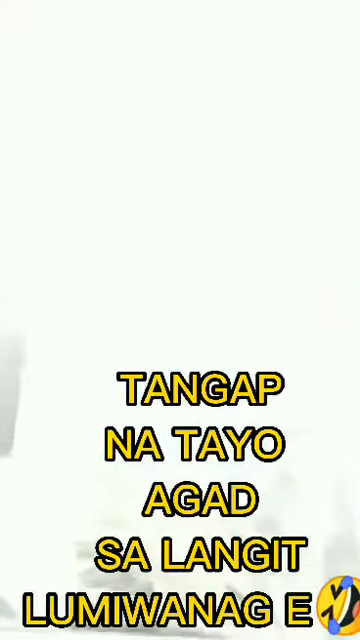 TANGAP
NA TAYO
AGAD
SA LANGIT
LUMIWANAG E🤣